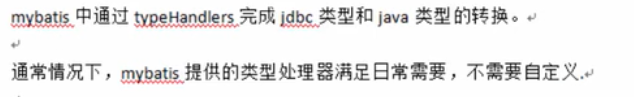 mybatis 中通过 typeHandlers 完成 jdbc 类型和 java 类型的转换。
通常情况下，mybatis 提供的类型处理器满足日常需要，不需要自定义.